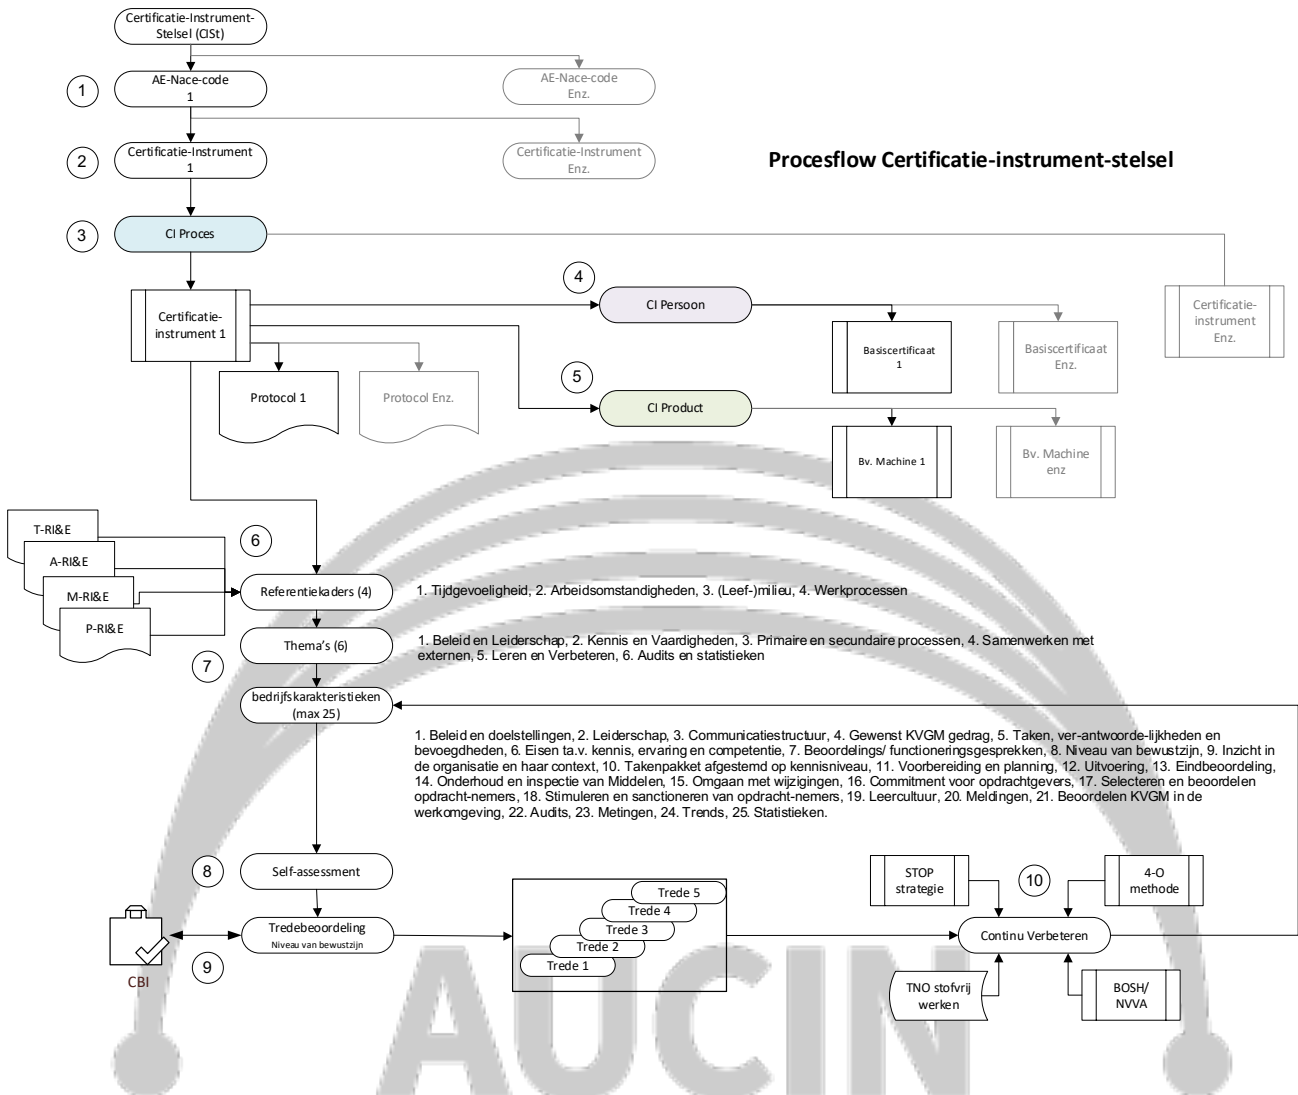 Certificatie-Instrument-
Stelsel (CISt)
1
AE-Nace-code
1
AE-Nace-code
Enz.
2
Certificatie-Instrument
1
Certificatie-Instrument
Enz.
Procesflow Certificatie-instrument-stelsel
3
CI Proces
4
CI Persoon
Certificatie-
instrument 1
Certificatie-
instrument
Enz.
Basiscertificaat
1
Basiscertificaat
Enz.
5
Protocol 1
Protocol Enz.
CI Product
Bv. Machine 1
Bv. Machine
enz
T-RI&E
A-RI&E
M-RI&E
P-RI&E
6
Referentiekaders (4)
1. Tijdgevoeligheid, 2. Arbeidsomstandigheden, 3. (Leef-)milieu, 4. Werkprocessen
7
Thema's (6)
1. Beleid en Leiderschap, 2. Kennis en Vaardigheden, 3. Primaire en secundaire processen, 4. Samenwerken met
externen, 5. Leren en Verbeteren, 6. Audits en statistieken
bedrijfskarakteristieken
(max 25)
1. Beleid en doelstellingen, 2. Leiderschap, 3. Communicatiestructuur, 4. Gewenst KVGM gedrag, 5. Taken, ver-antwoorde-lijkheden en
bevoegdheden, 6. Eisen ta.v. kennis, ervaring en competentie, 7. Beoordelings/ functioneringsgesprekken, 8. Niveau van bewustzijn, 9. Inzicht in
de organisatie en haar context, 10. Takenpakket afgestemd op kennisniveau, 11. Voorbereiding en planning, 12. Uitvoering, 13. Eindbeoordeling,
14. Onderhoud en inspectie van Middelen, 15. Omgaan met wijzigingen, 16. Commitment voor opdrachtgevers, 17. Selecteren en beoordelen
opdracht-nemers, 18. Stimuleren en sanctioneren van opdracht-nemers, 19. Leercultuur, 20. Meldingen, 21. Beoordelen KVGM in de
werkomgeving, 22. Audits, 23. Metingen, 24. Trends, 25. Statistieken.
8
Self-assessment
9
Tredebeoordeling
Niveau van bewustzijn
CBI
Trede 5
Trede 4
Trede 3
Trede 2
Trede 1
STOP
strategie
10
4-O
methode
Continu Verbeteren
TNO stofvrij
werken
BOSH/
NVVA
AUCIN